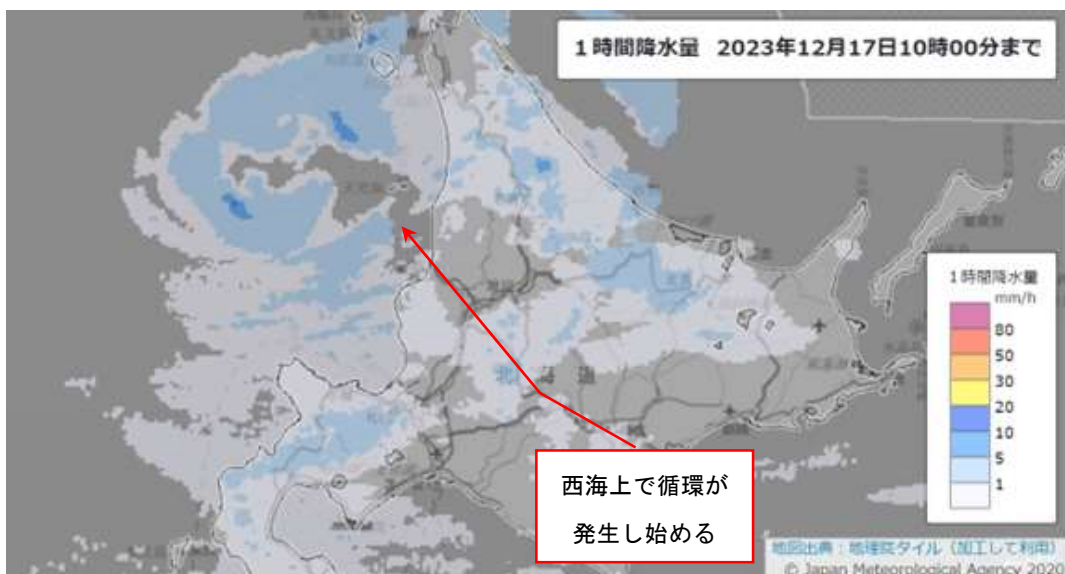 1時間降水量 2023年12月17日10時00分まで
1時間降水量
mm/h
80
50
30
20
10
5
1
北海道
西海上で循環が
発生し始める
地図出典：地理院タイル（加工して利用）
© Japan Meteorological Agency 2020